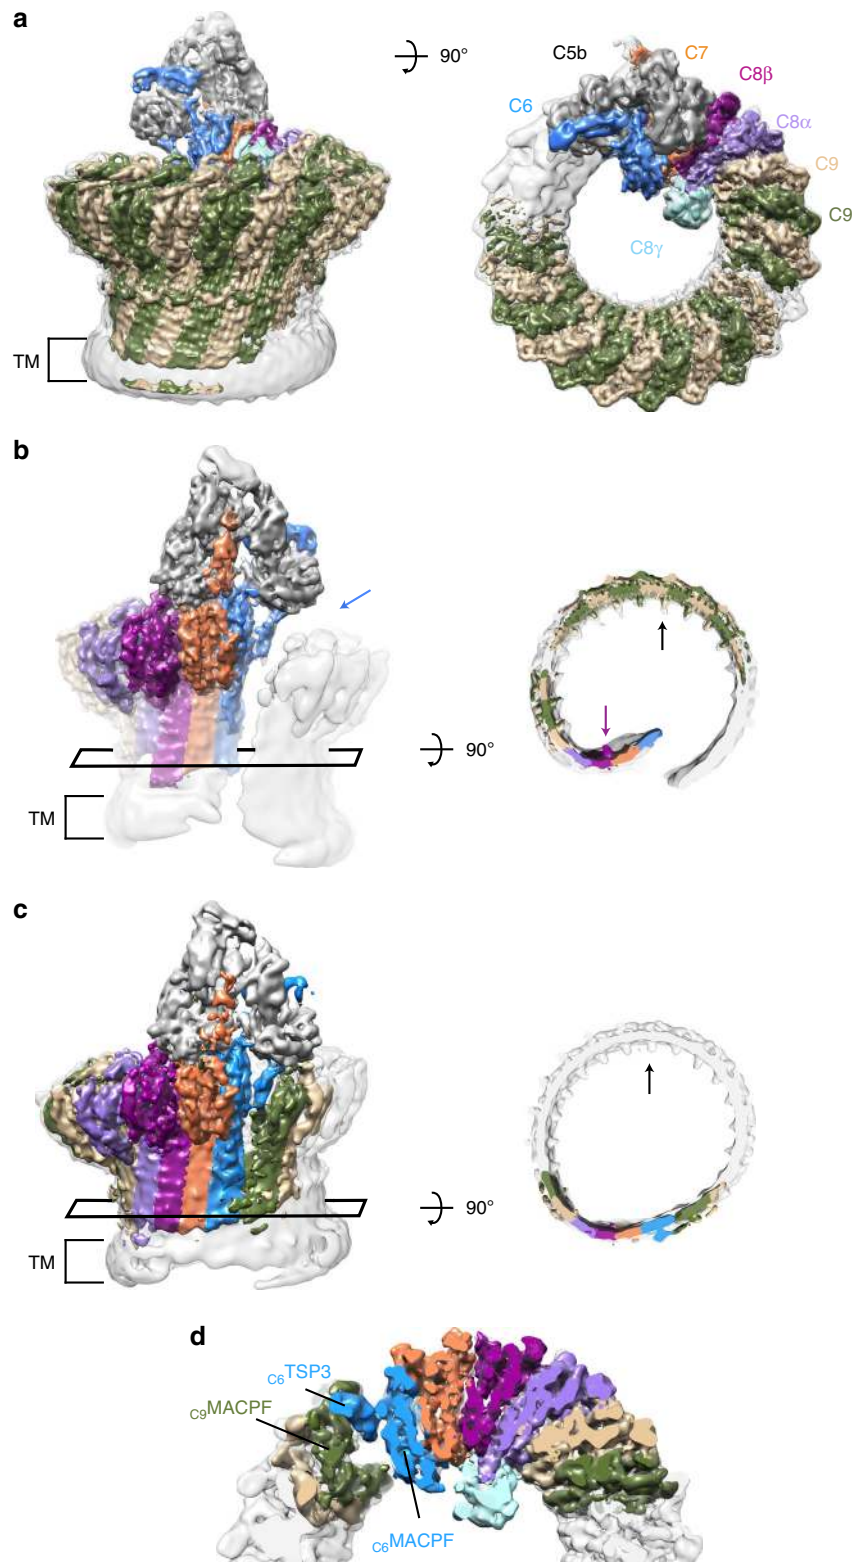 a
90°
C5b
C7
C8β
C6
C8α
C9
C9
C8γ
TM
b
90°
TM
c
90°
TM
d
C6TSP3
C9MACPF
C6MACPF